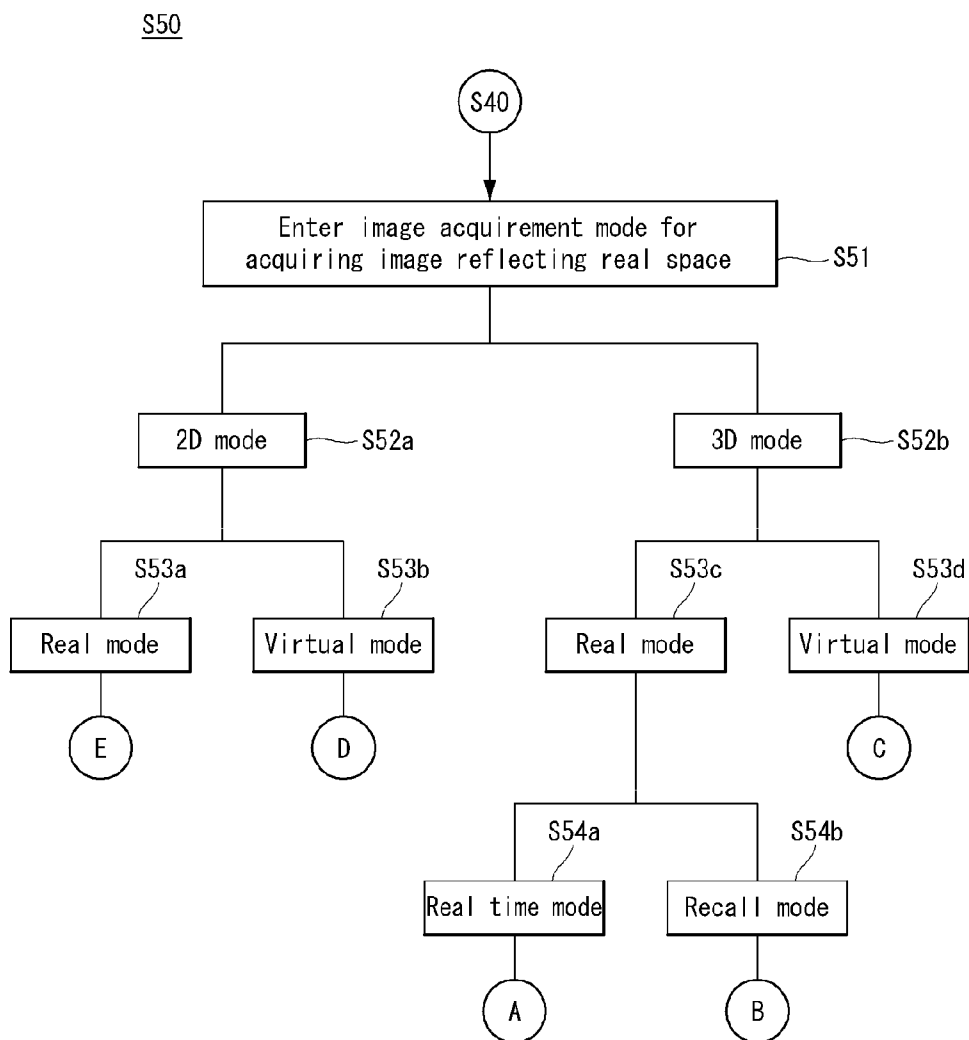 S50
S40
Enter image acquirement mode for
acquiring image reflecting real space
S51
2D mode
S52a
3D mode
S52b
S53a
S53b
S53c
S53d
Real mode
Virtual mode
Real mode
Virtual mode
E
D
C
S54a
S54b
Real time mode
Recall mode
A
B